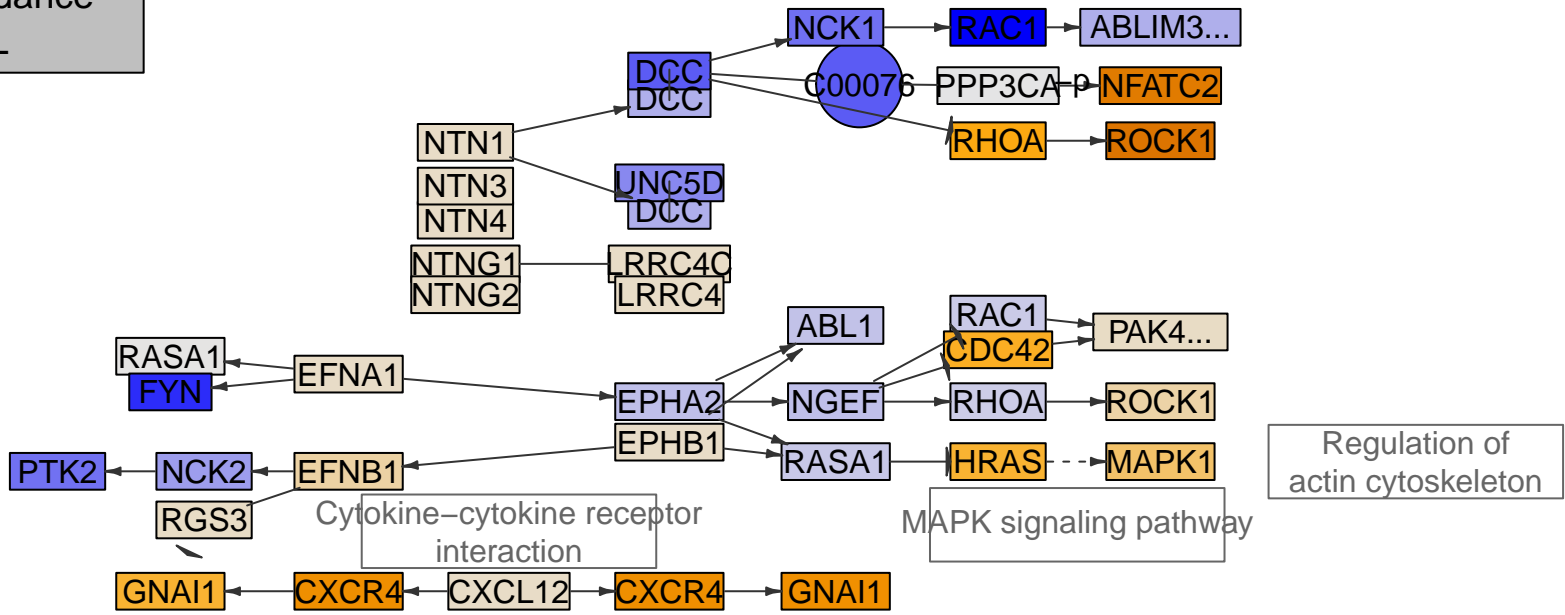 NCK1 RAC1 ABLIM3...
DCC
DCC
C00076 PPP3CA –p NFATC2
NTN1
RHOA ROCK1
NTN3
NTN4
UNC5D
DCC
NTNG1 LRRC4C
NTNG2 LRRC4
RASA1
FYN
EFNA1
ABL1
RAC1
CDC42
PAK4...
EPHA2 NGEF RHOA ROCK1
EPHB1
RASA1 HRAS MAPK1
PTK2 NCK2 EFNB1
RGS3
Regulation of
actin cytoskeleton
Cytokine−cytokine receptor
interaction
MAPK signaling pathway
GNAI1 CXCR4 CXCL12 CXCR4 GNAI1